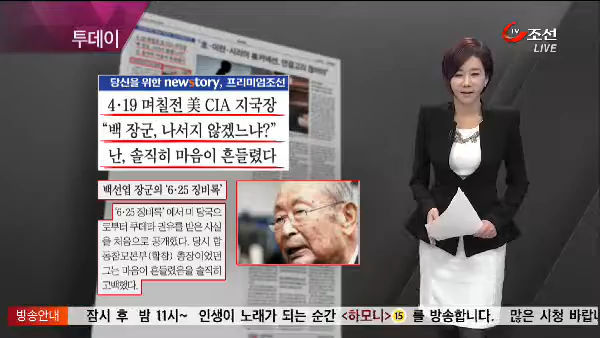 투데이
TV조선
LIVE
당신을 위한 newstory, 프리미엄조선
4·19 며칠전 美 CIA 지국장
“백 장군, 나서지 않겠느냐?”
난, 솔직히 마음이 흔들렸다
백선엽 장군의 ‘6·25 징비록’
‘6·25 징비록’에서 미 당국으
로부터 쿠데타 권유를 받은 사실
을 처음으로 공개했다. 당시 합
동참모본부(합참) 총장이었던
그는 마음이 흔들렸음을 솔직히
고백했다.
방송안내
잠시 후 밤 11시~ 인생이 노래가 되는 순간 <하모니> 15 를 방송합니다. 많은 시청 바랍니